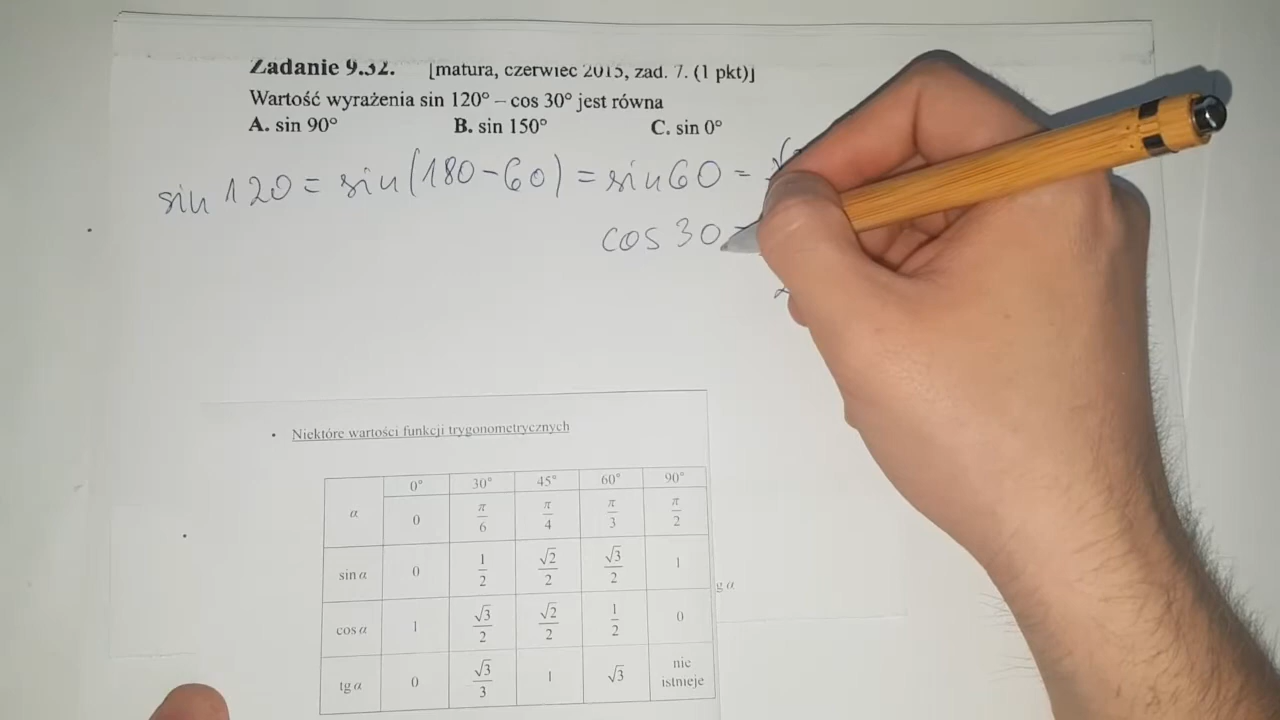 Zadanie 9.32. [matura, czerwiec 2015, zad. 7. (1 pkt)]
Wartość wyrażenia sin 120° – cos 30° jest równa
A. sin 90° B. sin 150° C. sin 0°
sin 120 = sin(180-60) = sin60 =
cos 30
• Niektóre wartości funkcji trygonometrycznych
α 0° 30° 45° 60° 90°
0 π/6 π/4 π/3 π/2
sin α 0 1/2 √2/2 √3/2 1
g α
cos α 1 √3/2 √2/2 1/2 0
tg α 0 √3/3 1 √3 nie istnieje